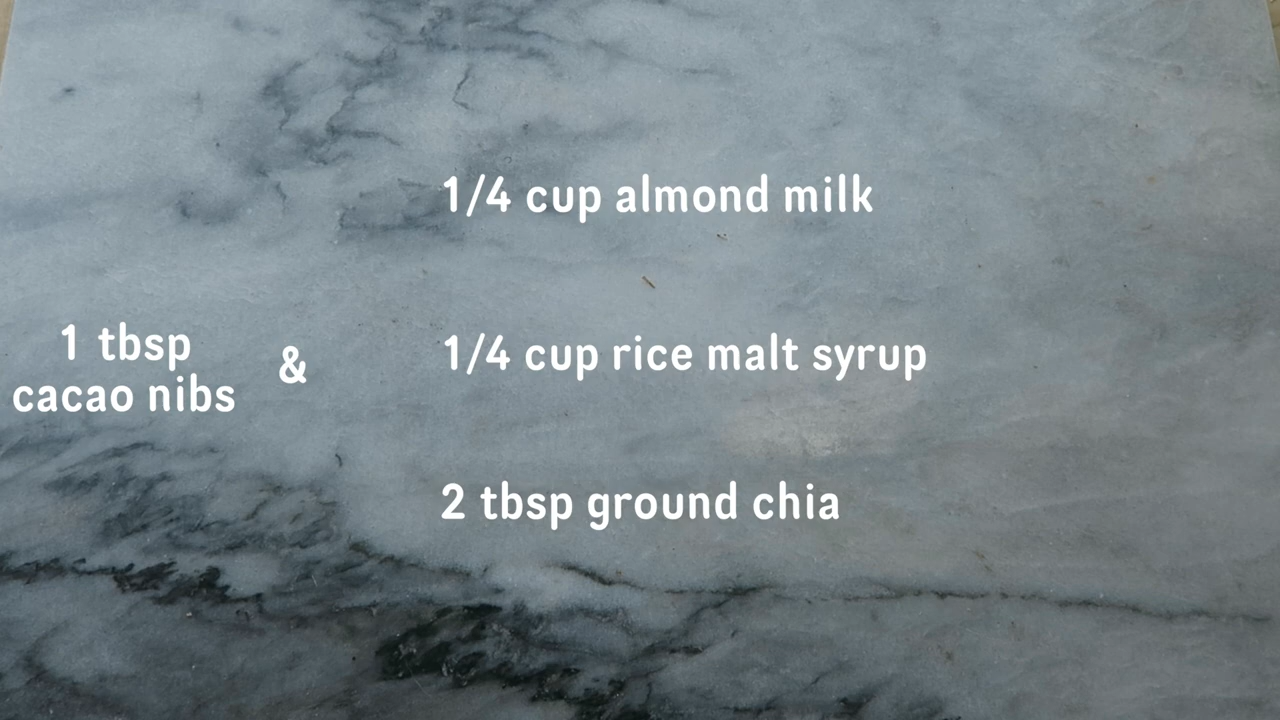 1/4 cup almond milk
1 tbsp
cacao nibs
&
1/4 cup rice malt syrup
2 tbsp ground chia